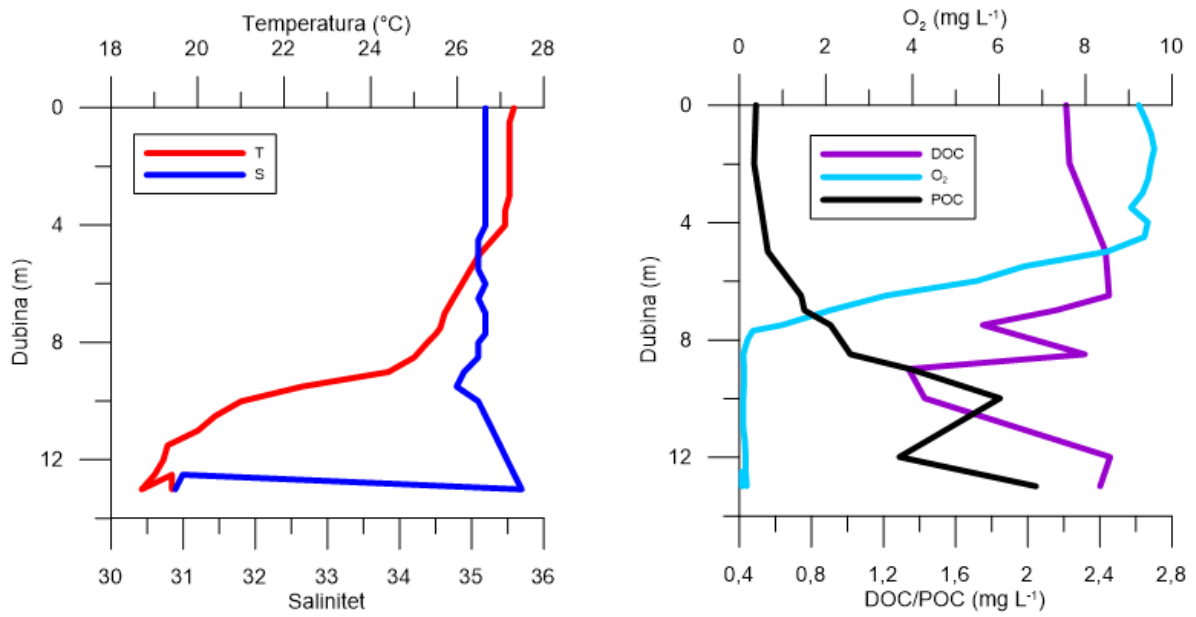 Temperatura (°C)
18 20 22 24 26 28
0
4
8
12
Dubina (m)
T
S
30 31 32 33 34 35 36
Salinitet
O₂ (mg L⁻¹)
0 2 4 6 8 10
0
4
8
12
Dubina (m)
DOC
O₂
POC
0,4 0,8 1,2 1,6 2 2,4 2,8
DOC/POC (mg L⁻¹)